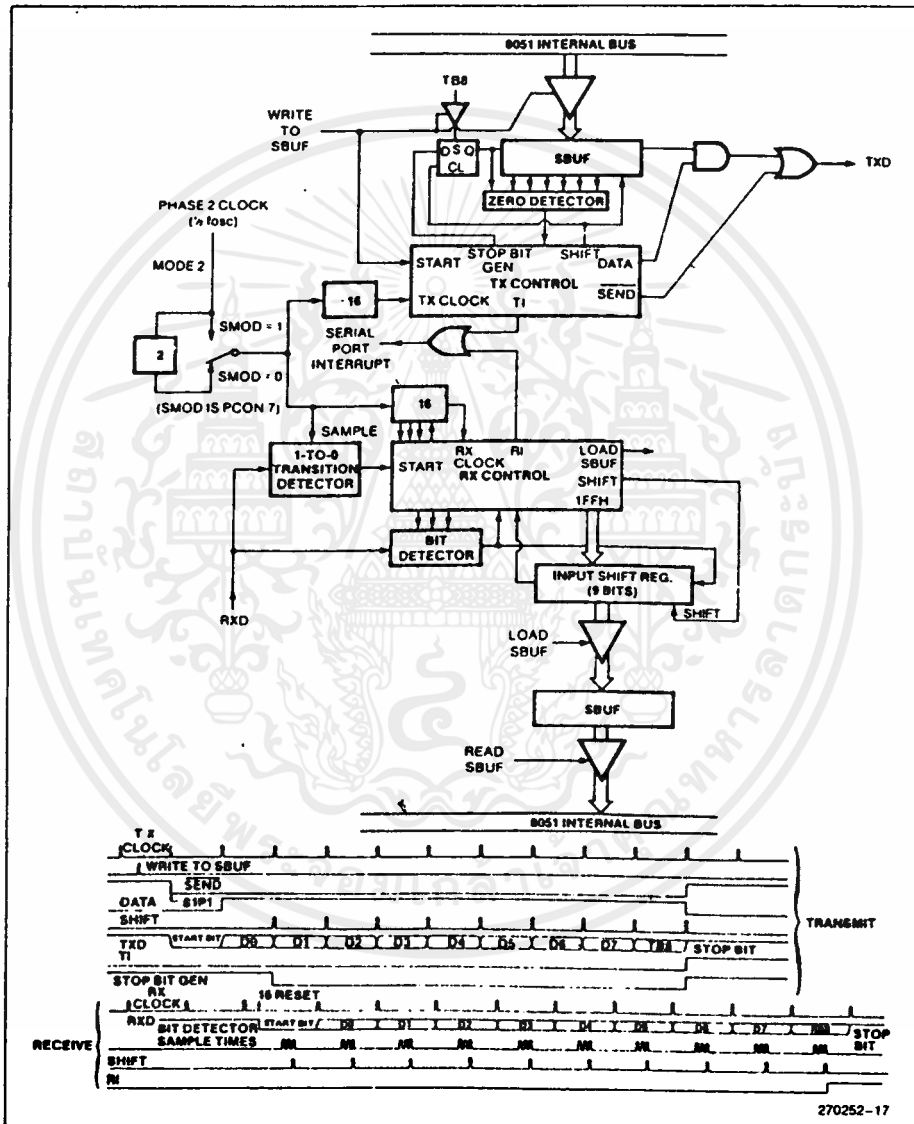 8051 INTERNAL BUS
TB8
WRITE
TO
SBUF
D S Q
CL
SBUF
TXD
ZERO DETECTOR
PHASE 2 CLOCK
(½ fosc)
MODE 2
STOP BIT
GEN
SHIFT
START
DATA
TX CONTROL
TX CLOCK
TI
SEND
16
SERIAL
PORT
INTERRUPT
SMOD = 1
2
SMOD = 0
(SMOD IS PCON 7)
SAMPLE
16
1-TO-0
TRANSITION
DETECTOR
START
RX
CLOCK
RI
RX CONTROL
LOAD
SBUF
SHIFT
1FFH
BIT
DETECTOR
INPUT SHIFT REG.
(9 BITS)
SHIFT
RXD
LOAD
SBUF
SBUF
READ
SBUF
8051 INTERNAL BUS
TX
CLOCK
WRITE TO SBUF
SEND
DATA
S1P1
SHIFT
TRANSMIT
TXD
START BIT
D0
D1
D2
D3
D4
D5
D6
D7
TB8
STOP BIT
TI
STOP BIT GEN
RX
CLOCK
16 RESET
RXD
START BIT
D0
D1
D2
D3
D4
D5
D6
D7
RB8
STOP
BIT
BIT DETECTOR
SAMPLE TIMES
RECEIVE
SHIFT
RI
270252-17